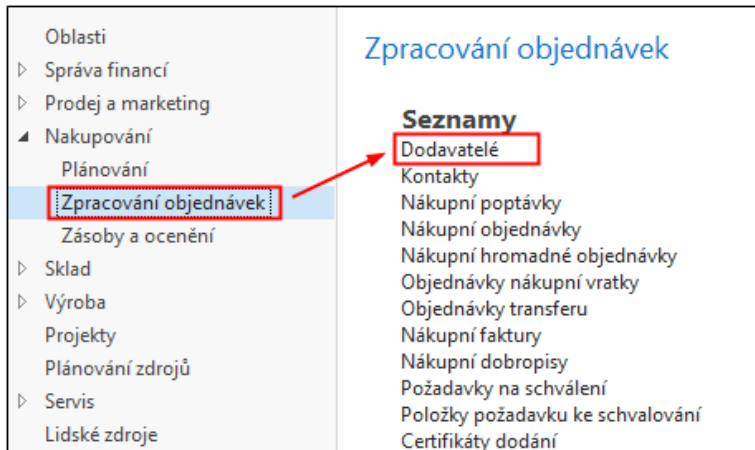 Oblasti
Správa financí
Prodej a marketing
Nakupování
Plánování
Zpracování objednávek
Zásoby a ocenění
Sklad
Výroba
Projekty
Plánování zdrojů
Servis
Lidské zdroje
Zpracování objednávek
Seznamy
Dodavatelé
Kontakty
Nákupní poptávky
Nákupní objednávky
Nákupní hromadné objednávky
Objednávky nákupní vratky
Objednávky transferu
Nákupní faktury
Nákupní dobropisy
Požadavky na schválení
Položky požadavku ke schvalování
Certifikáty dodání